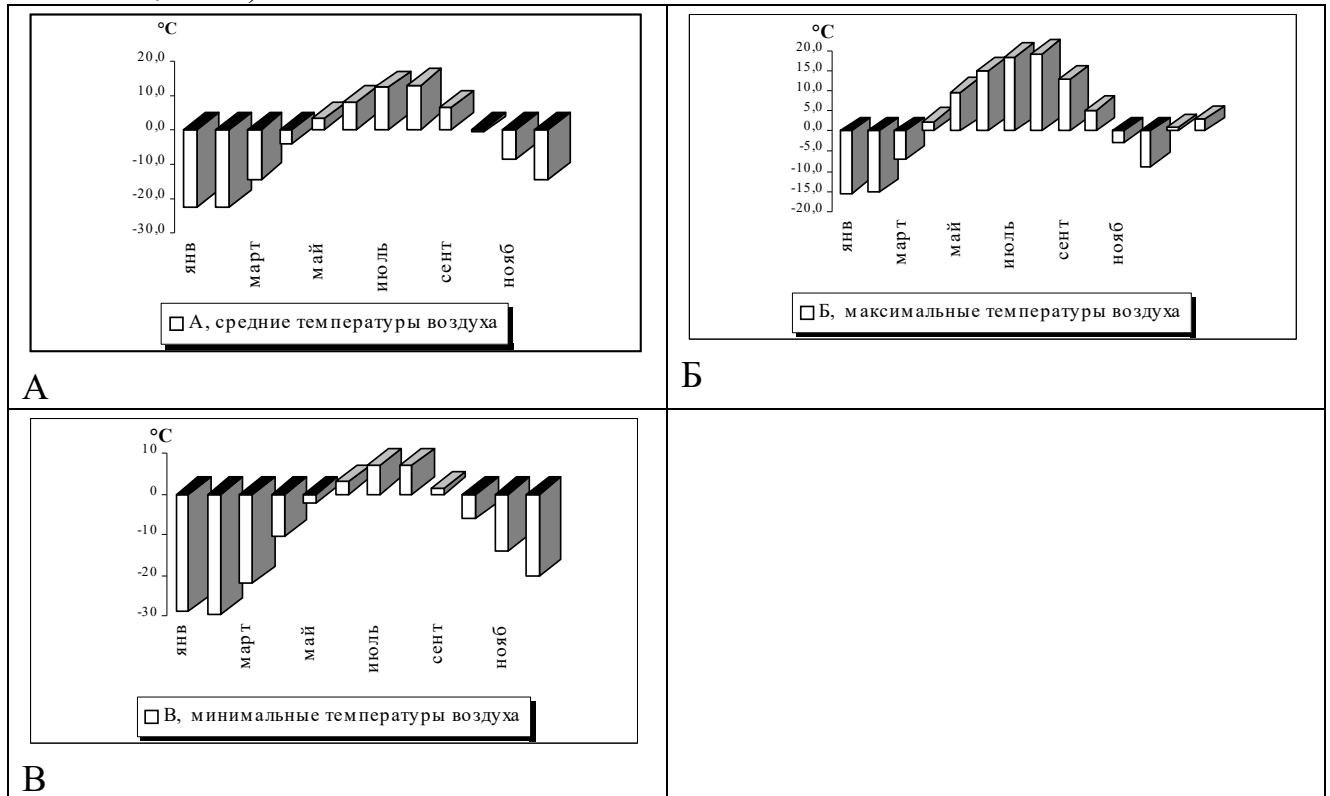 °C
20,0
10,0
0,0
-10,0
-20,0
-30,0
янв
март
май
июль
сент
нояб
А, средние температуры воздуха
А
°C
20,0
15,0
10,0
5,0
0,0
-5,0
-10,0
-15,0
-20,0
янв
март
май
июль
сент
нояб
Б, максимальные температуры воздуха
Б
°C
10
0
-10
-20
-30
янв
март
май
июль
сент
нояб
В, минимальные температуры воздуха
В